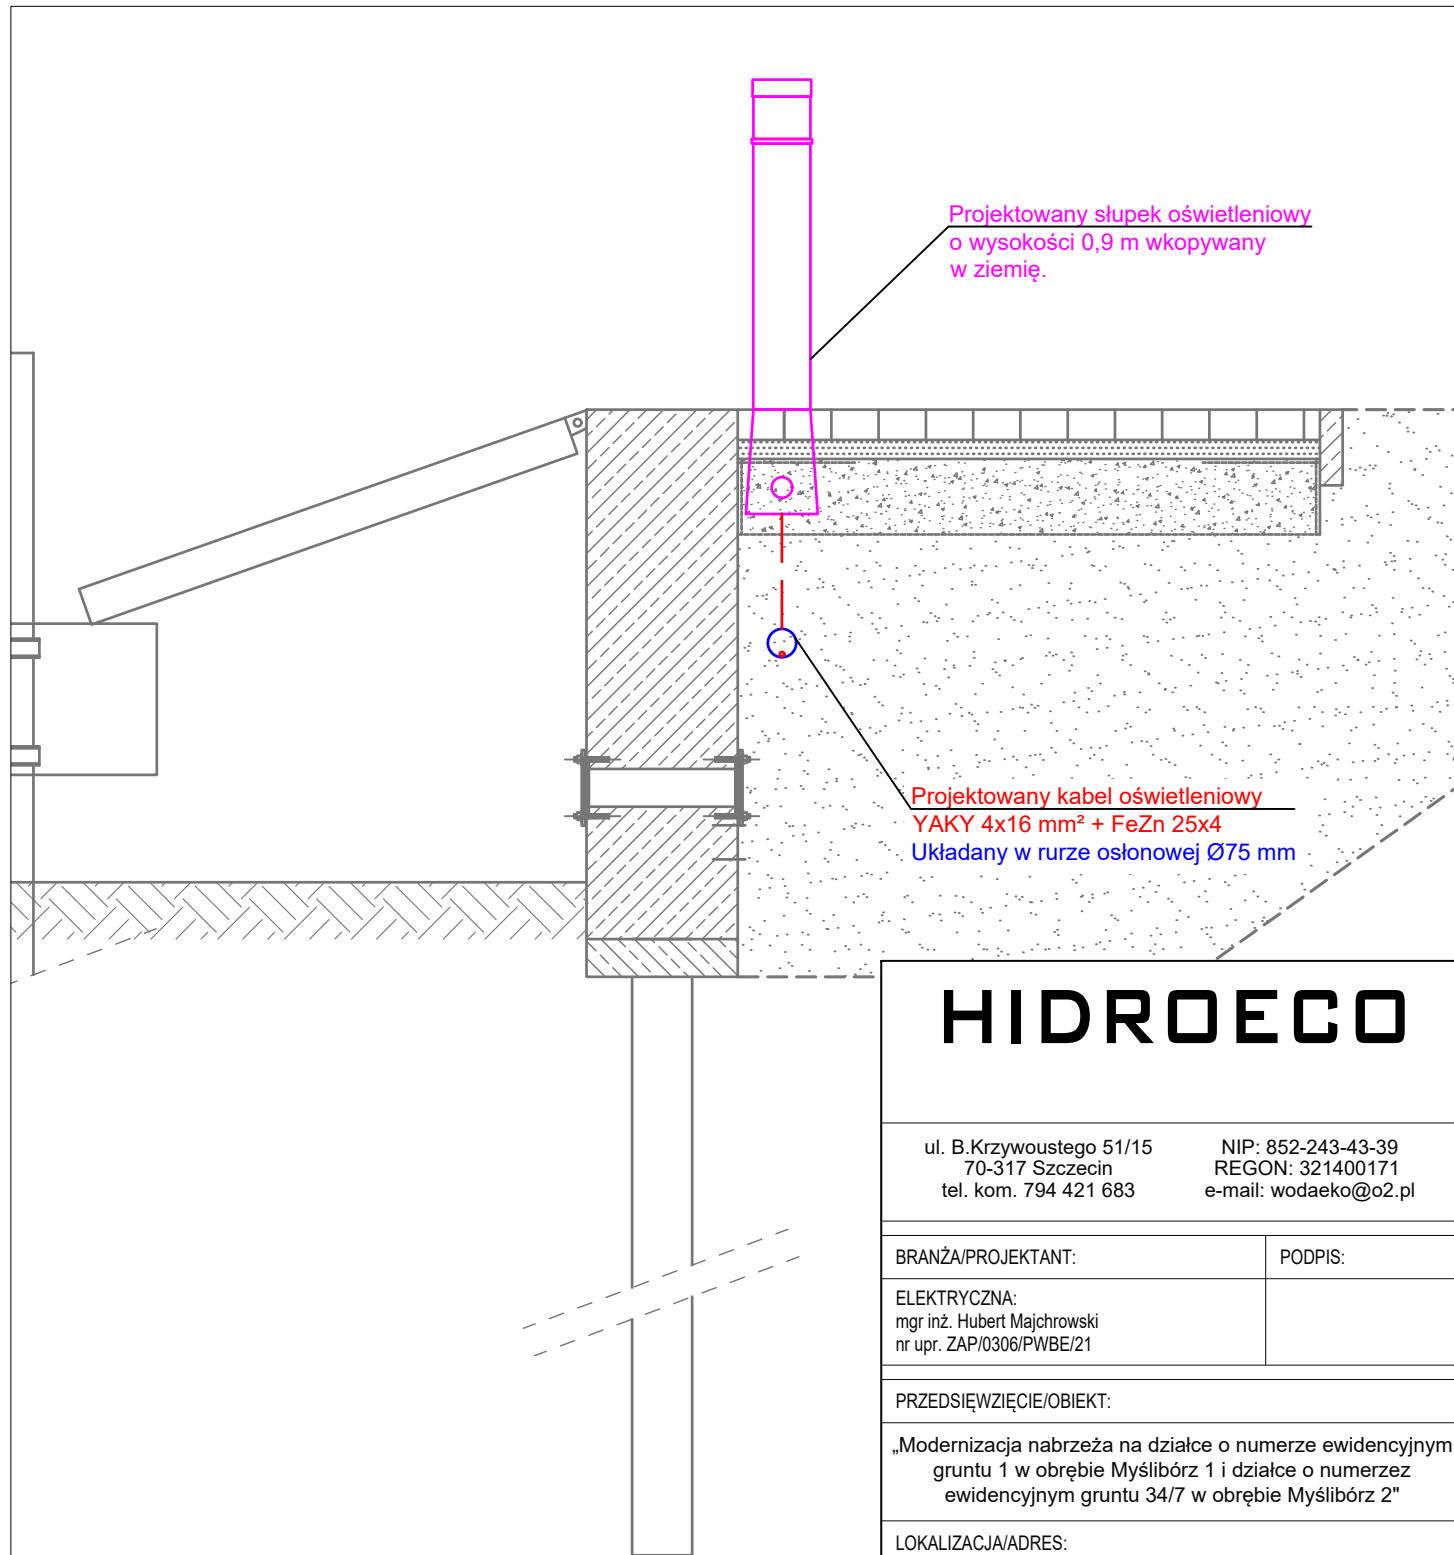 Projektowany słupek oświetleniowy
o wysokości 0,9 m wkopywany
w ziemię.
Projektowany kabel oświetleniowy
YAKY 4x16 mm² + FeZn 25x4
Układany w rurze osłonowej Ø75 mm
HIDROECO
ul. B.Krzywoustego 51/15
70-317 Szczecin
tel. kom. 794 421 683
NIP: 852-243-43-39
REGON: 321400171
e-mail: wodaeko@o2.pl
BRANŻA/PROJEKTANT:
PODPIS:
ELEKTRYCZNA:
mgr inż. Hubert Majchrowski
nr upr. ZAP/0306/PWBE/21
PRZEDSIĘWZIĘCIE/OBIEKT:
„Modernizacja nabrzeża na działce o numerze ewidencyjnym
gruntu 1 w obrębie Myślibórz 1 i działce o numerzez
ewidencyjnym gruntu 34/7 w obrębie Myślibórz 2"
LOKALIZACJA/ADRES: